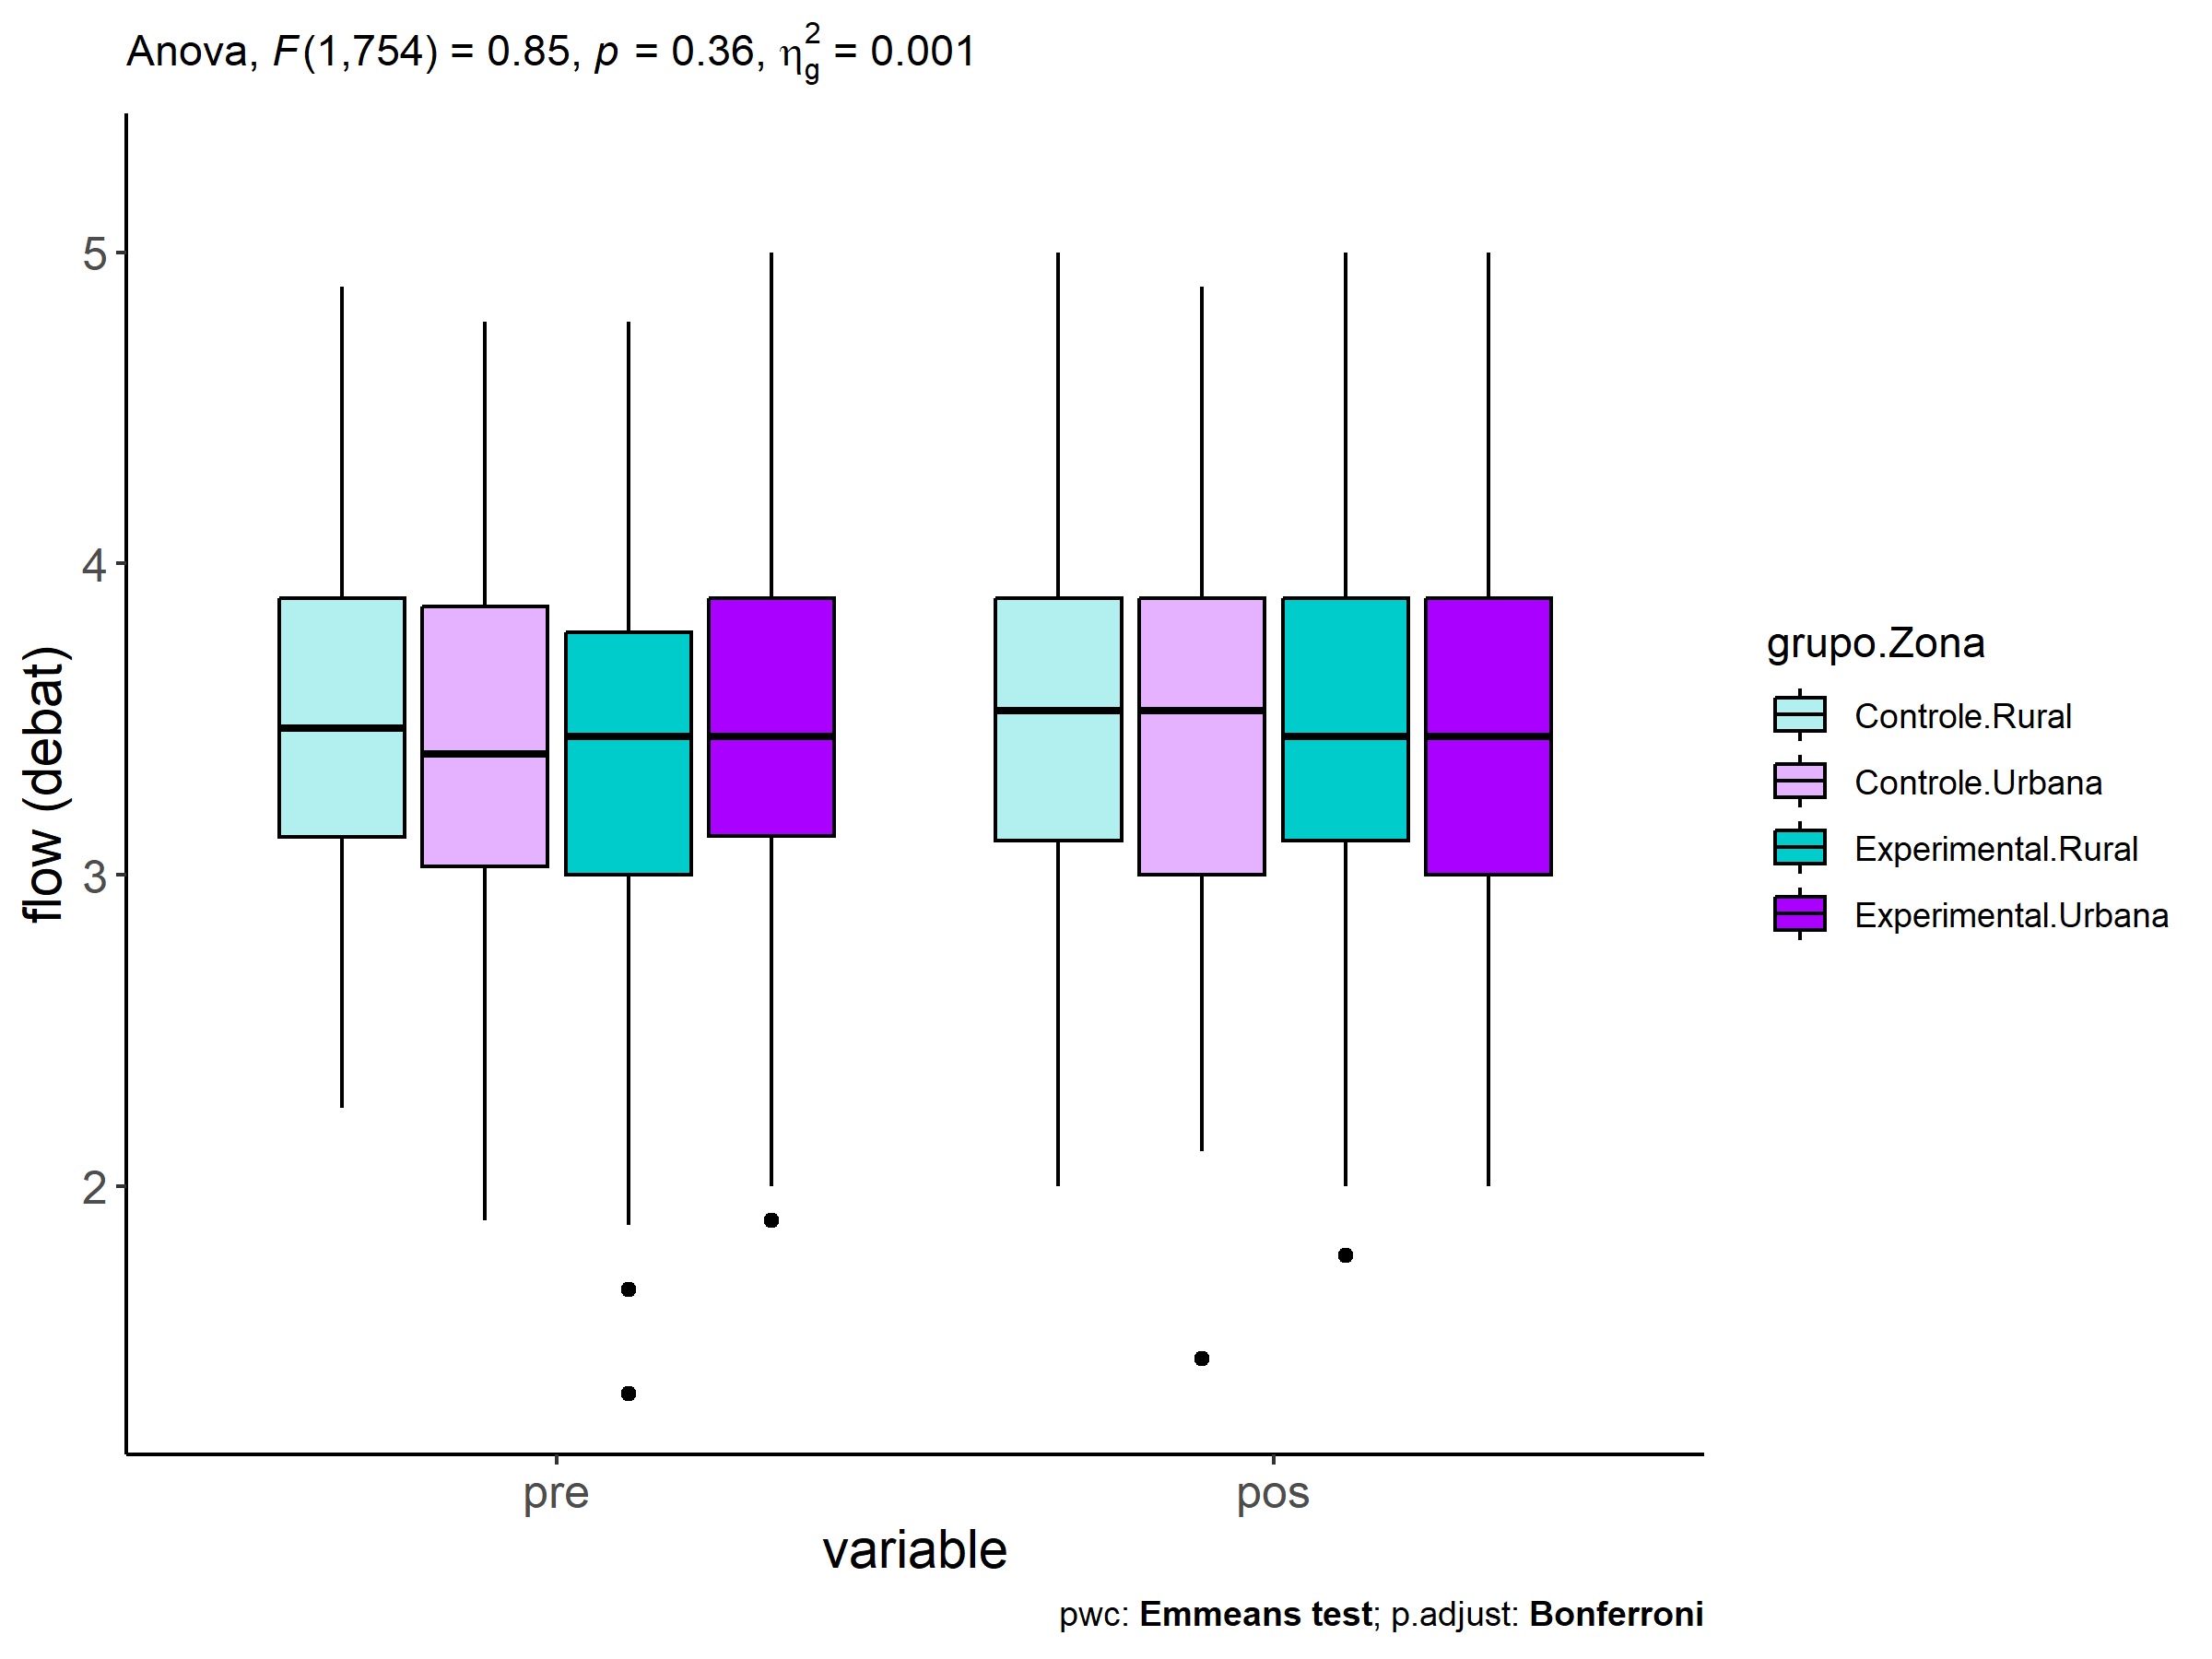 Anova, F(1,754) = 0.85, p = 0.36, η²g = 0.001
flow (debat)
5
4
3
2
pre
pos
variable
grupo.Zona
Controle.Rural
Controle.Urbana
Experimental.Rural
Experimental.Urbana
pwc: Emmeans test; p.adjust: Bonferroni